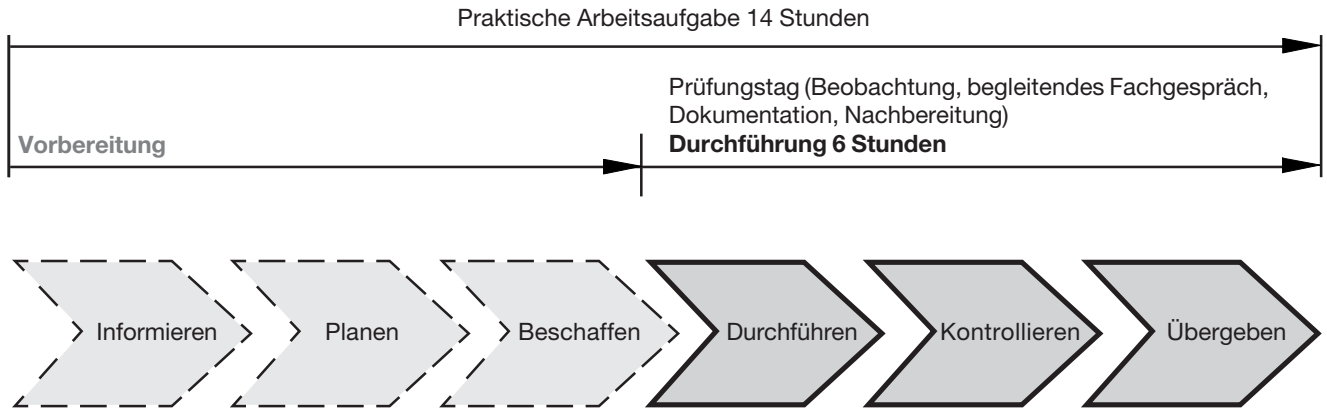 Praktische Arbeitsaufgabe 14 Stunden
Prüfungstag (Beobachtung, begleitendes Fachgespräch,
Dokumentation, Nachbereitung)
Vorbereitung
Durchführung 6 Stunden
Informieren
Planen
Beschaffen
Durchführen
Kontrollieren
Übergeben